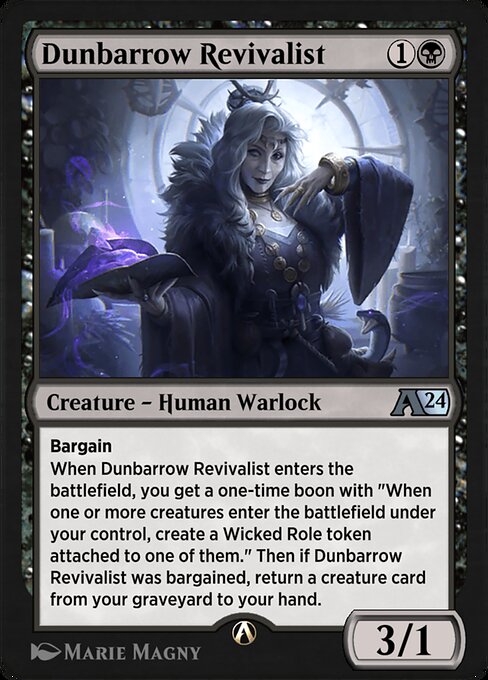 Dunbarrow Revivalist 1
Creature – Human Warlock A24
Bargain
When Dunbarrow Revivalist enters the
battlefield, you get a one-time boon with "When
one or more creatures enter the battlefield under
your control, create a Wicked Role token
attached to one of them." Then if Dunbarrow
Revivalist was bargained, return a creature card
from your graveyard to your hand.
3/1
Marie Magny